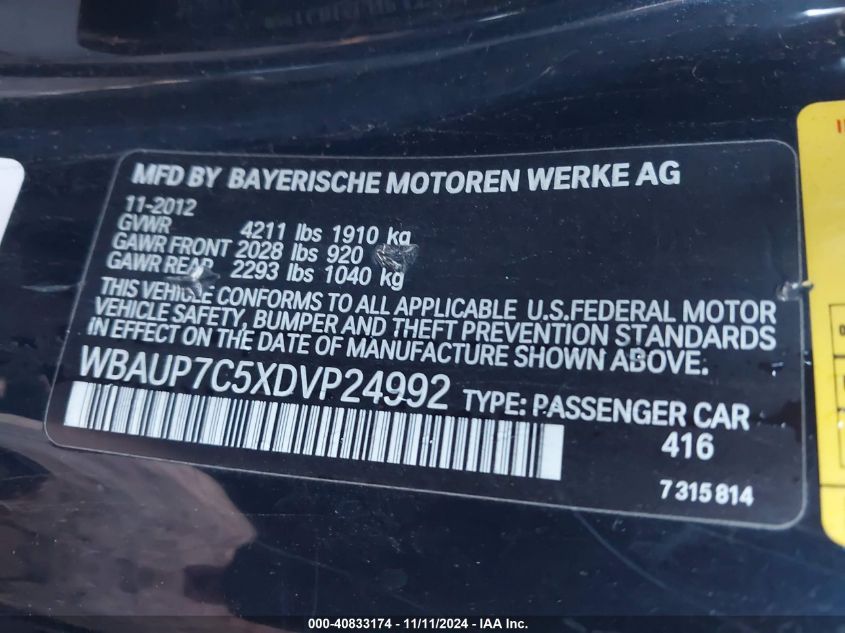 MFD BY BAYERISCHE MOTOREN WERKE AG
11-2012
GVWR 4211 lbs 1910 kg
GAWR FRONT 2028 lbs 920
GAWR REAR 2293 lbs 1040 kg
THIS VEHICLE CONFORMS TO ALL APPLICABLE U.S.FEDERAL MOTOR
VEHICLE SAFETY, BUMPER AND THEFT PREVENTION STANDARDS
IN EFFECT ON THE DATE OF MANUFACTURE SHOWN ABOVE.
WBAUP7C5XDVP24992 TYPE: PASSENGER CAR
416
7 315 814
000-40833174 - 11/11/2024 - IAAI Inc.